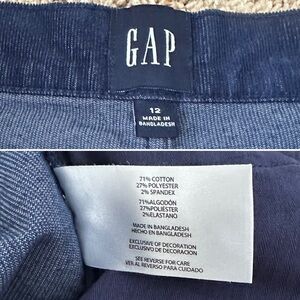 GAP
12
MADE IN
BANGLADESH
71% COTTON
27% POLYESTER
2% SPANDEX
71%ALGODÓN
27%POLIÉSTER
2%ELASTANO
MADE IN BANGLADESH
HECHO EN BANGLADESH
EXCLUSIVE OF DECORATION
EXCLUSIVO DE DECORACIÓN
SEE REVERSE FOR CARE
VER AL REVERSO PARA CUIDADO